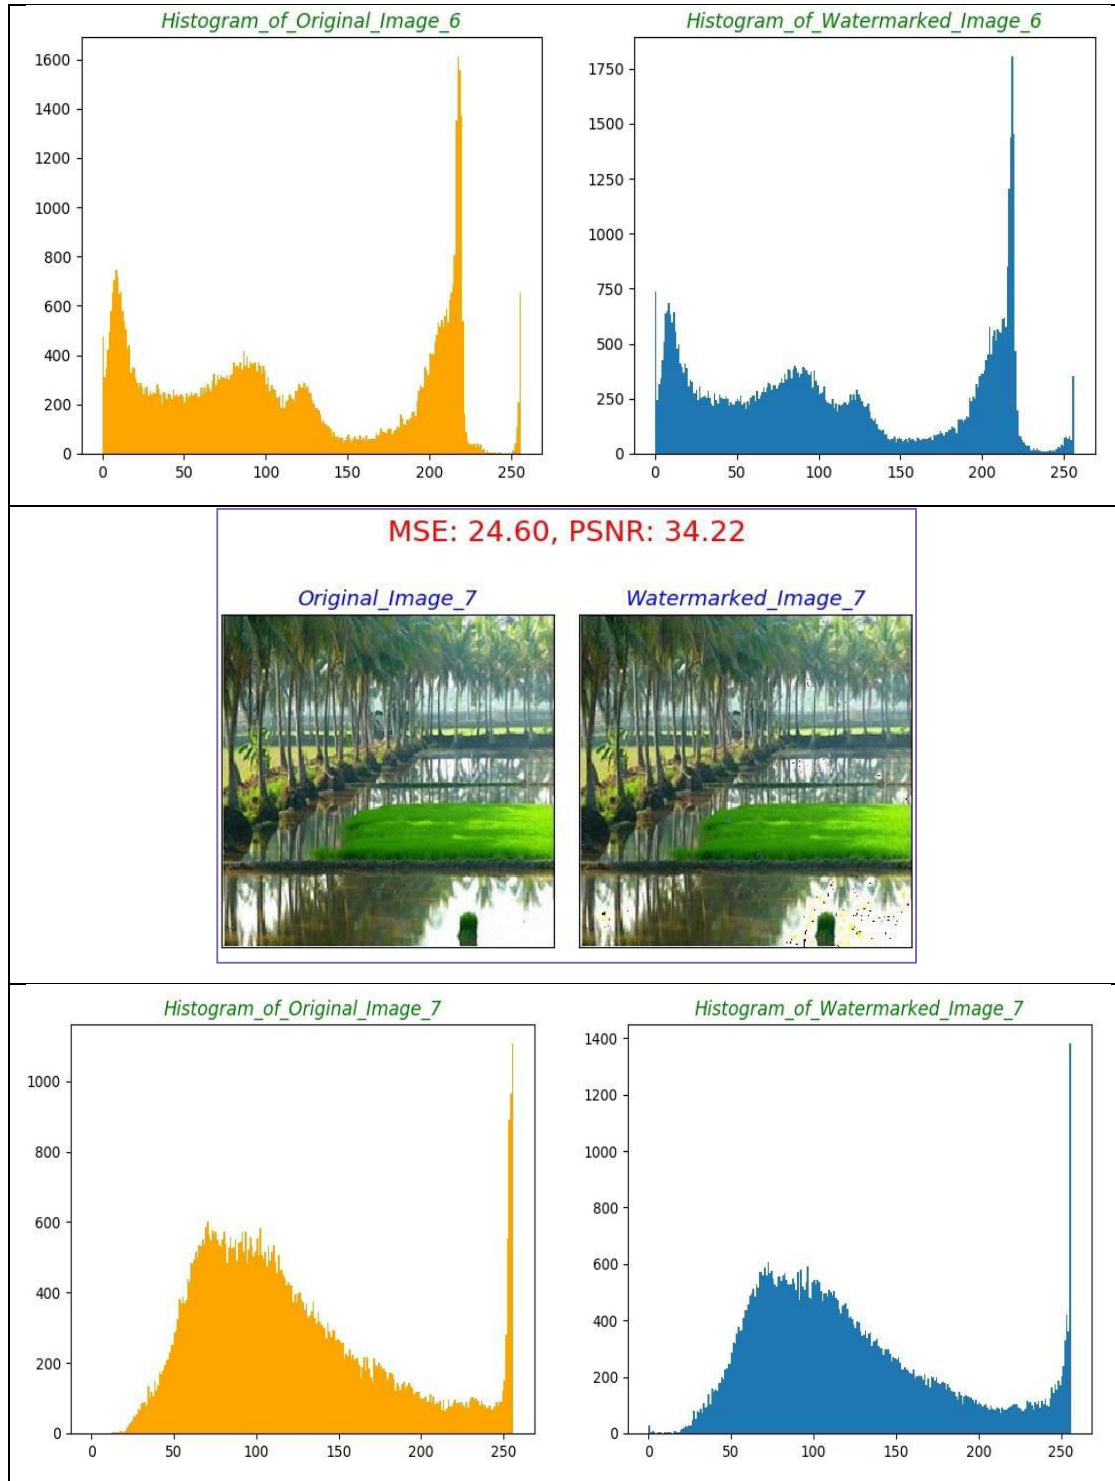 Histogram_of_Original_Image_6
1600
1400
1200
1000
800
600
400
200
0
0 50 100 150 200 250
Histogram_of_Watermarked_Image_6
1750
1500
1250
1000
750
500
250
0
0 50 100 150 200 250
MSE: 24.60, PSNR: 34.22
Original_Image_7
Watermarked_Image_7
Histogram_of_Original_Image_7
1000
800
600
400
200
0
0 50 100 150 200 250
Histogram_of_Watermarked_Image_7
1400
1200
1000
800
600
400
200
0
0 50 100 150 200 250